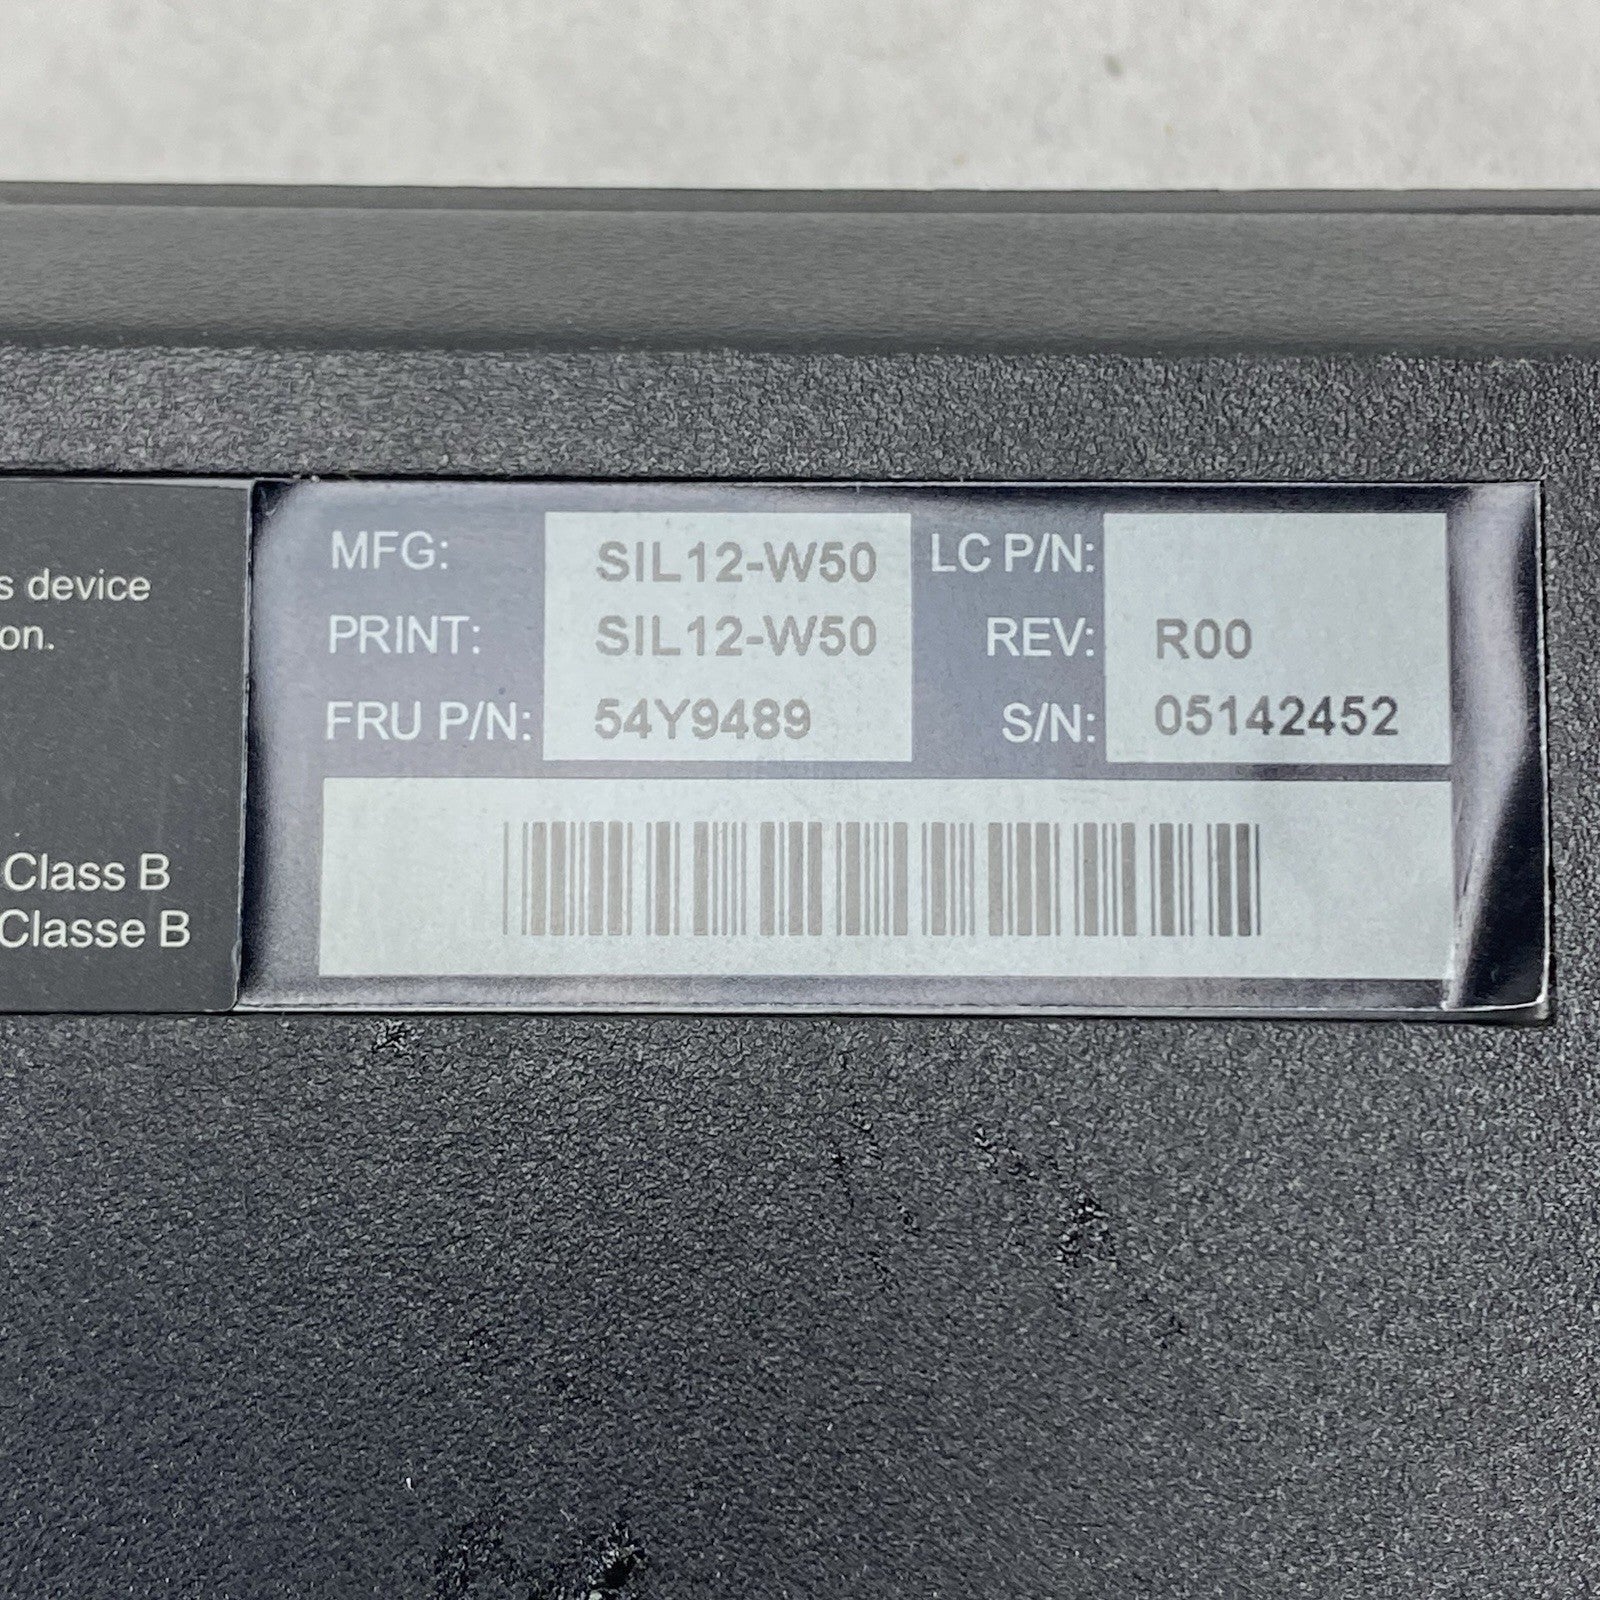 s device
on.
Class B
Classe B
MFG: SIL12-W50 LC P/N:
PRINT: SIL12-W50 REV: R00
FRU P/N: 54Y9489 S/N: 05142452